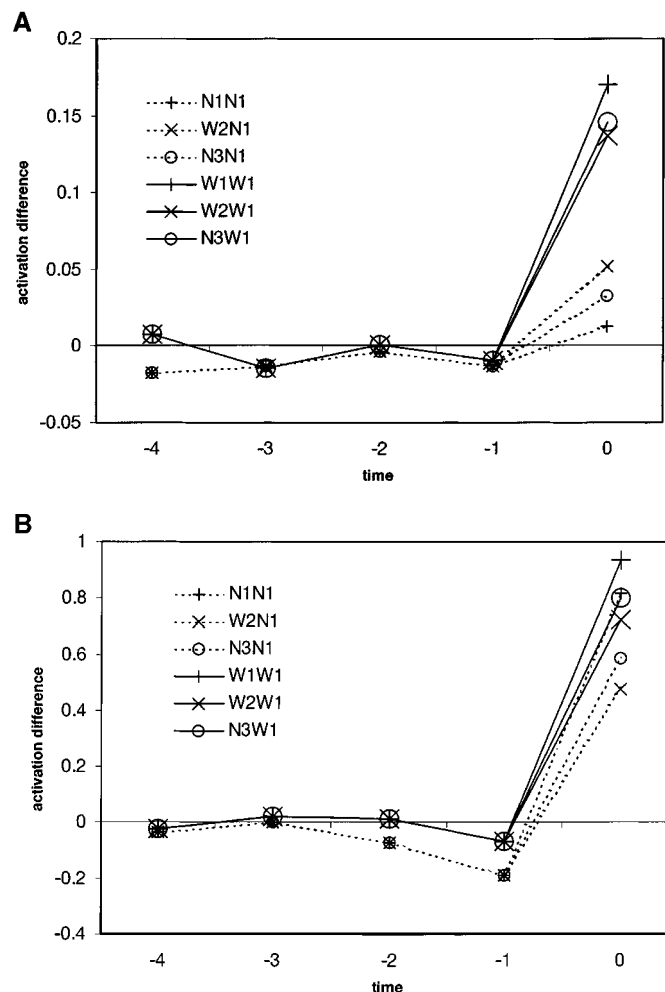 A
0.2
0.15
0.1
0.05
0
-0.05
activation difference
N1N1
W2N1
N3N1
W1W1
W2W1
N3W1
-4 -3 -2 -1 0
time
B
1
0.8
0.6
0.4
0.2
0
-0.2
-0.4
activation difference
N1N1
W2N1
N3N1
W1W1
W2W1
N3W1
-4 -3 -2 -1 0
time